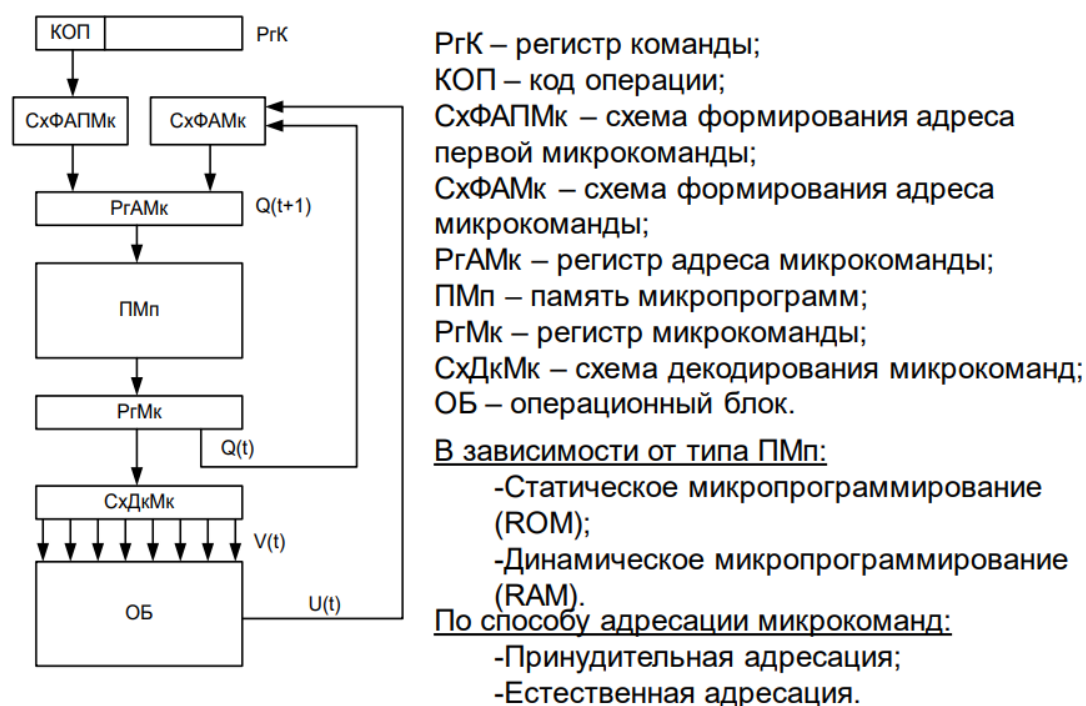 КОП
РгК
СхФАПМк
СхФАМк
РгАМк
Q(t+1)
ПМп
РгМк
Q(t)
СхДкМк
V(t)
ОБ
U(t)
РгК – регистр команды;
КОП – код операции;
СхФАПМк – схема формирования адреса
первой микрокоманды;
СхФАМк – схема формирования адреса
микрокоманды;
РгАМк – регистр адреса микрокоманды;
ПМп – память микропрограмм;
РгМк – регистр микрокоманды;
СхДкМк – схема декодирования микрокоманд;
ОБ – операционный блок.
В зависимости от типа ПМп:
-Статическое микропрограммирование
(ROM);
-Динамическое микропрограммирование
(RAM).
По способу адресации микрокоманд:
-Принудительная адресация;
-Естественная адресация.